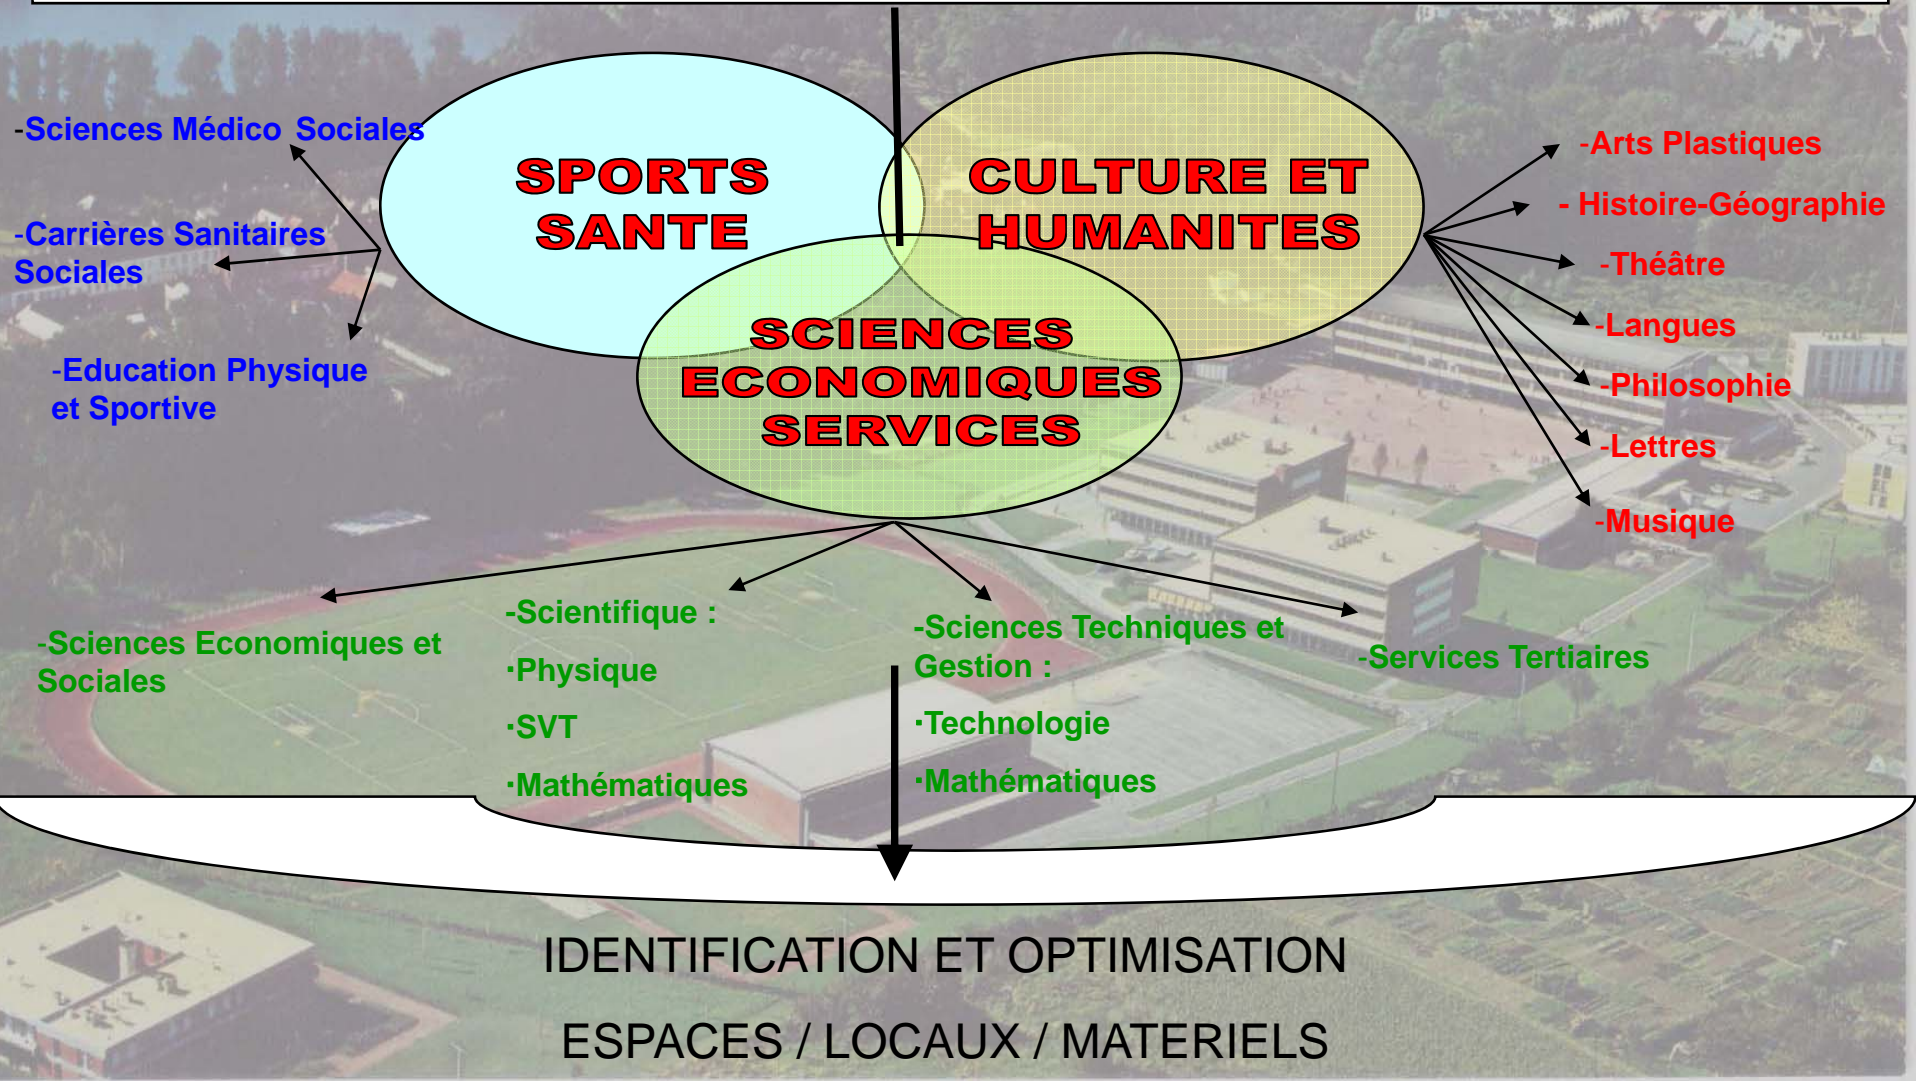 SPORTS
SANTE
CULTURE ET
HUMANITES
SCIENCES
ECONOMIQUES
SERVICES
-Sciences Médico Sociales
-Carrières Sanitaires
Sociales
-Education Physique
et Sportive
-Arts Plastiques
- Histoire-Géographie
-Théâtre
-Langues
-Philosophie
-Lettres
-Musique
-Sciences Economiques et
Sociales
-Scientifique :
·Physique
·SVT
·Mathématiques
-Sciences Techniques et
Gestion :
·Technologie
·Mathématiques
-Services Tertiaires
IDENTIFICATION ET OPTIMISATION
ESPACES / LOCAUX / MATERIELS